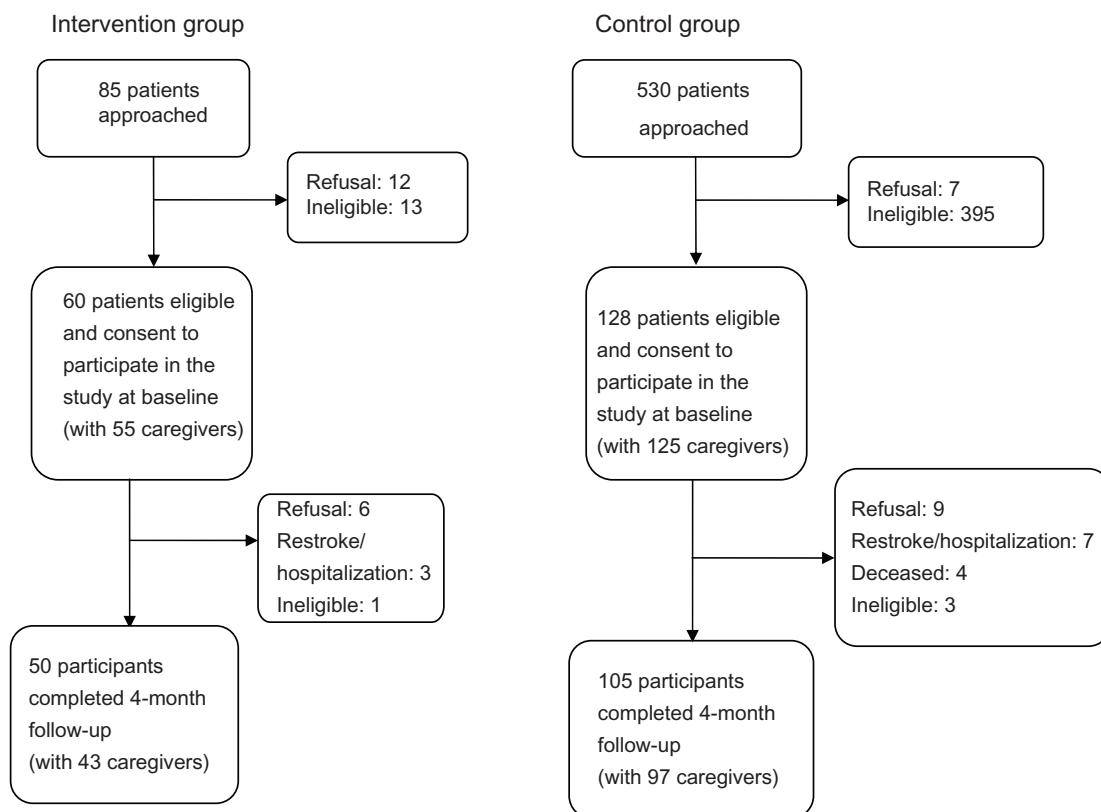 Intervention group
85 patients
approached
Refusal: 12
Ineligible: 13
60 patients eligible
and consent to
participate in the
study at baseline
(with 55 caregivers)
Refusal: 6
Restroke/
hospitalization: 3
Ineligible: 1
50 participants
completed 4-month
follow-up
(with 43 caregivers)
Control group
530 patients
approached
Refusal: 7
Ineligible: 395
128 patients eligible
and consent to
participate in the
study at baseline
(with 125 caregivers)
Refusal: 9
Restroke/hospitalization: 7
Deceased: 4
Ineligible: 3
105 participants
completed 4-month
follow-up
(with 97 caregivers)